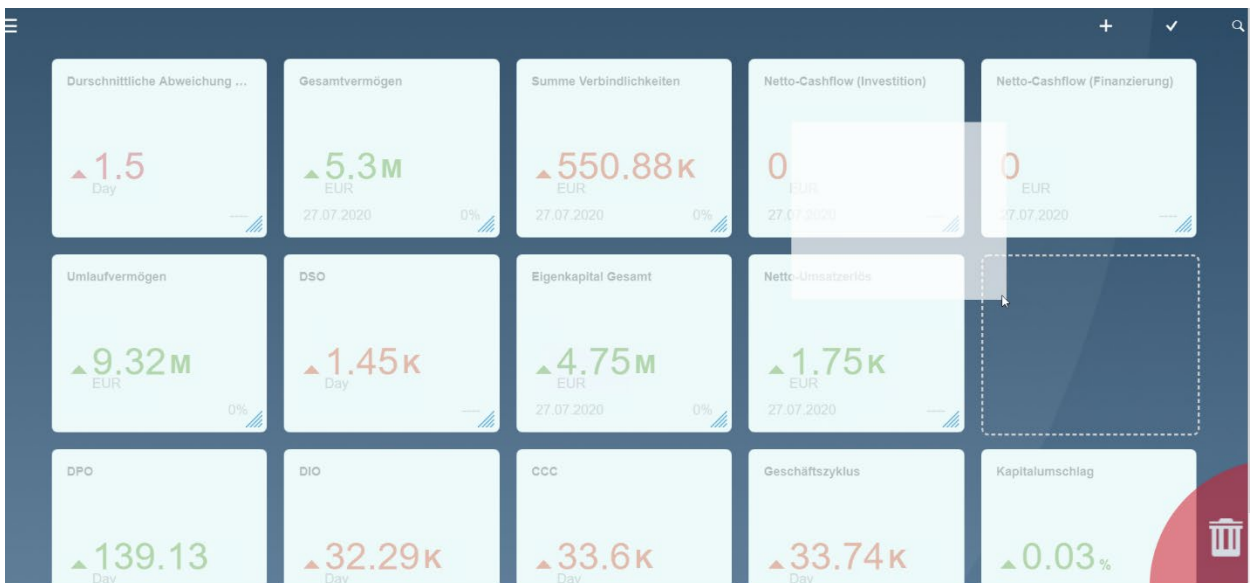 Durschnittliche Abweichung ...
1.5
Day
----
Gesamtvermögen
5.3 M
EUR
27.07.2020 0%
Summe Verbindlichkeiten
550.88 K
EUR
27.07.2020 0%
Netto-Cashflow (Investition)
0
EUR
27.07.2020 ----
Netto-Cashflow (Finanzierung)
0
EUR
27.07.2020 ----
Umlaufvermögen
9.32 M
EUR
0%
DSO
1.45 K
Day
----
Eigenkapital Gesamt
4.75 M
EUR
27.07.2020 0%
Netto-Umsatzerlös
1.75 K
EUR
27.07.2020 ----
DPO
139.13
Day
DIO
32.29 K
Day
CCC
33.6 K
Day
Geschäftszyklus
33.74 K
Day
Kapitalumschlag
0.03 %